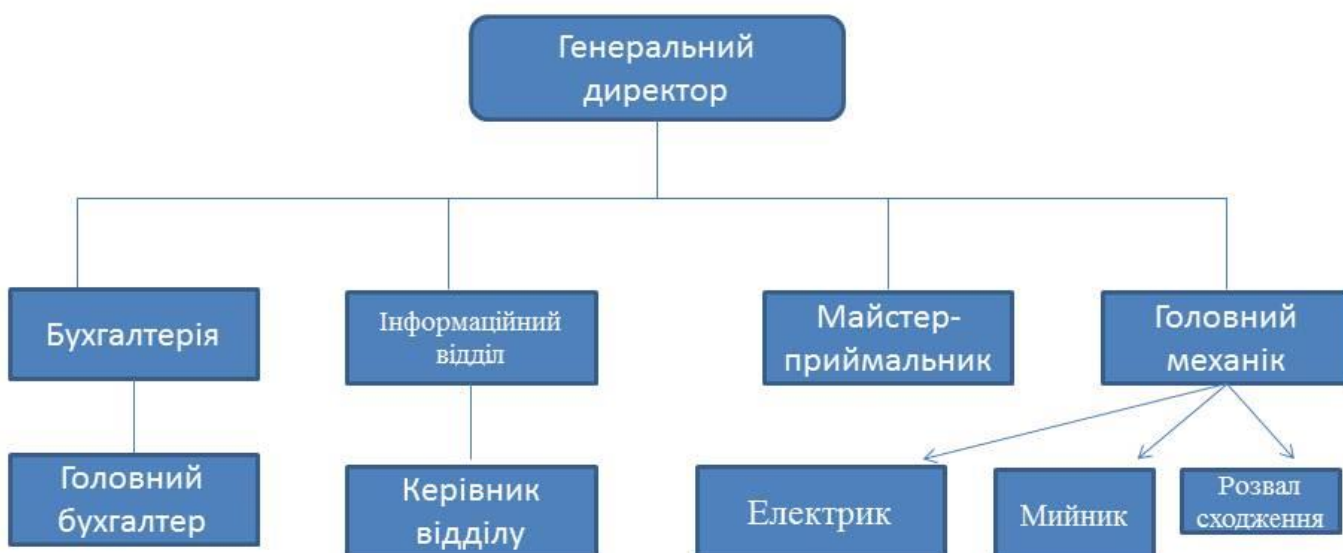 Генеральний
директор
Бухгалтерія
Інформаційний
відділ
Майстер-
приймальник
Головний
механік
Головний
бухгалтер
Керівник
відділу
Електрик
Мийник
Розвал
сходження